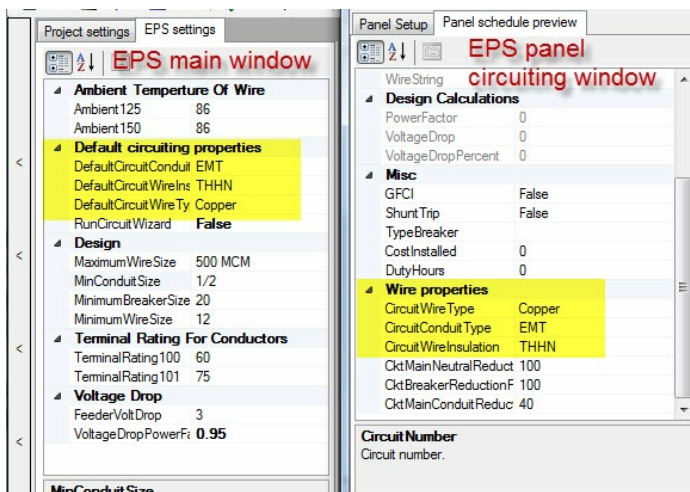 Project settings EPS settings
EPS main window
Ambient Temperture Of Wire
Ambient125 86
Ambient150 86
Default circuiting properties
DefaultCircuitConduit EMT
DefaultCircuitWireIns THHN
DefaultCircuitWireTy Copper
RunCircuitWizard False
Design
MaximumWireSize 500 MCM
MinConduitSize 1/2
MinimumBreakerSize 20
MinimumWireSize 12
Terminal Rating For Conductors
TerminalRating100 60
TerminalRating101 75
Voltage Drop
FeederVoltDrop 3
VoltageDropPowerFa 0.95
MinConduitSize
Panel Setup Panel schedule preview
EPS panel
circuiting window
WireString
Design Calculations
PowerFactor 0
VoltageDrop 0
VoltageDropPercent 0
Misc
GFCI False
ShuntTrip False
TypeBreaker
CostInstalled 0
DutyHours 0
Wire properties
CircuitWireType Copper
CircuitConduitType EMT
CircuitWireInsulation THHN
CktMainNeutralReduct 100
CktBreakerReductionF 100
CktMainConduitReduc 40
CircuitNumber
Circuit number.